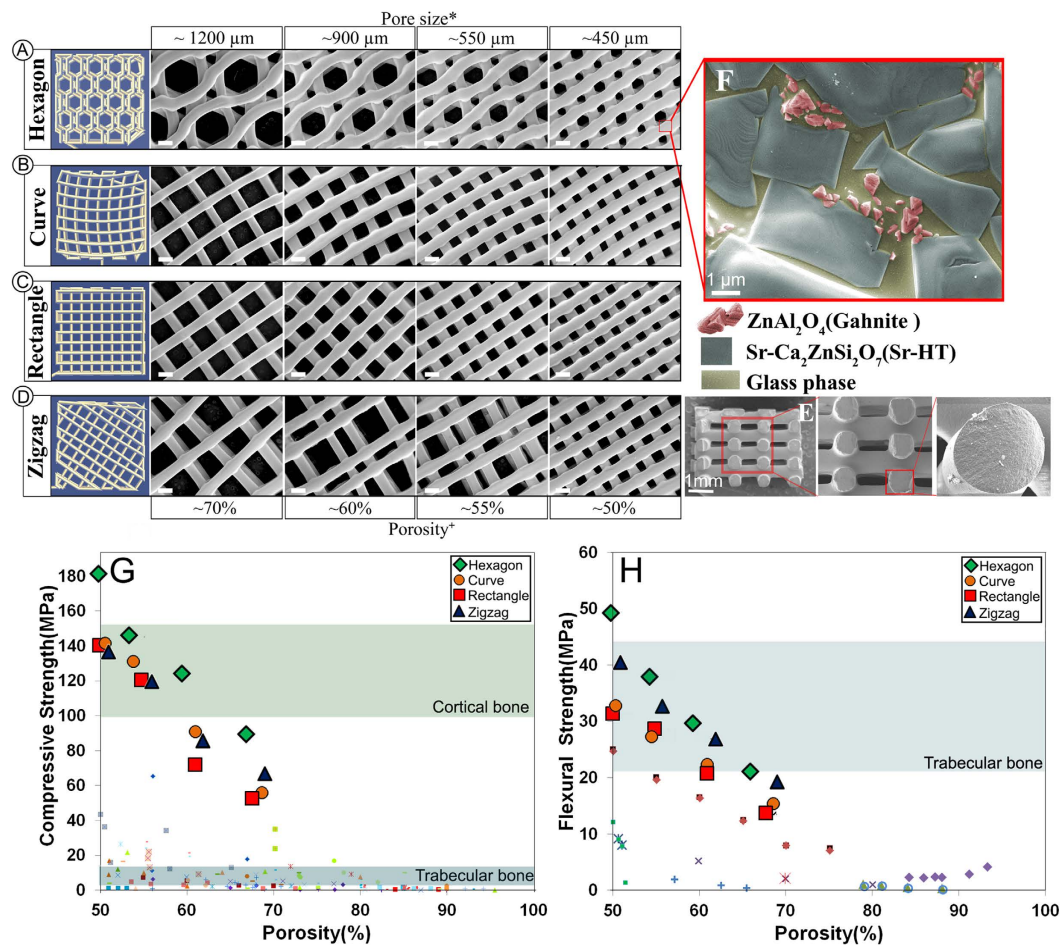 Pore size*
~ 1200 µm
~900 µm
~550 µm
~450 µm
A
Hexagon
B
Curve
C
Rectangle
D
Zigzag
~70%
~60%
~55%
~50%
Porosity+
F
1 µm
ZnAl2O4(Gahnite )
Sr-Ca2ZnSi2O7(Sr-HT)
Glass phase
E
1mm
G
Compressive Strength(MPa)
180
160
140
120
100
80
60
40
20
0
Hexagon
Curve
Rectangle
Zigzag
Cortical bone
Trabecular bone
50 60 70 80 90 100
Porosity(%)
H
Flexural Strength(MPa)
60
50
40
30
20
10
0
Hexagon
Curve
Rectangle
Zigzag
Trabecular bone
50 60 70 80 90 100
Porosity(%)